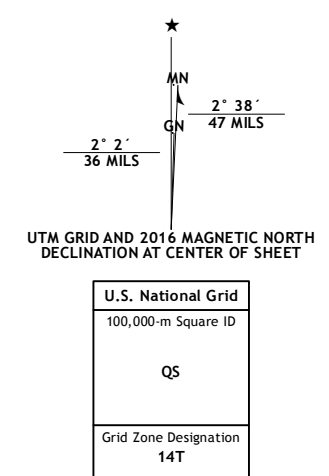 ★
MN
GN
2° 38´
47 MILS
2° 2´
36 MILS
UTM GRID AND 2016 MAGNETIC NORTH
DECLINATION AT CENTER OF SHEET
U.S. National Grid
100,000-m Square ID
QS
Grid Zone Designation
14T